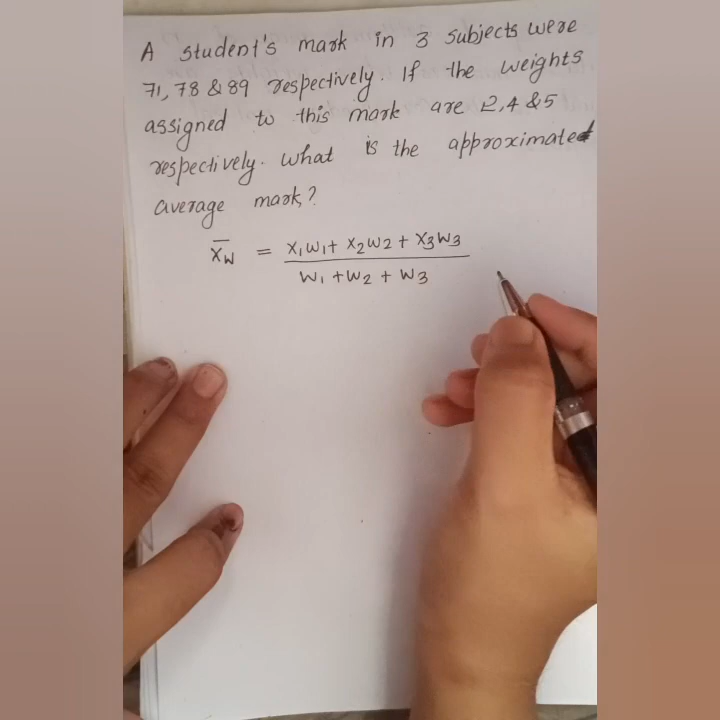 A student's mark in 3 subjects were
71, 78 & 89 respectively. If the weights
assigned to this mark are 2, 4 & 5
respectively. what is the approximated
average mark?
X̄w = x₁w₁ + x₂w₂ + x₃w₃
w₁ + w₂ + w₃